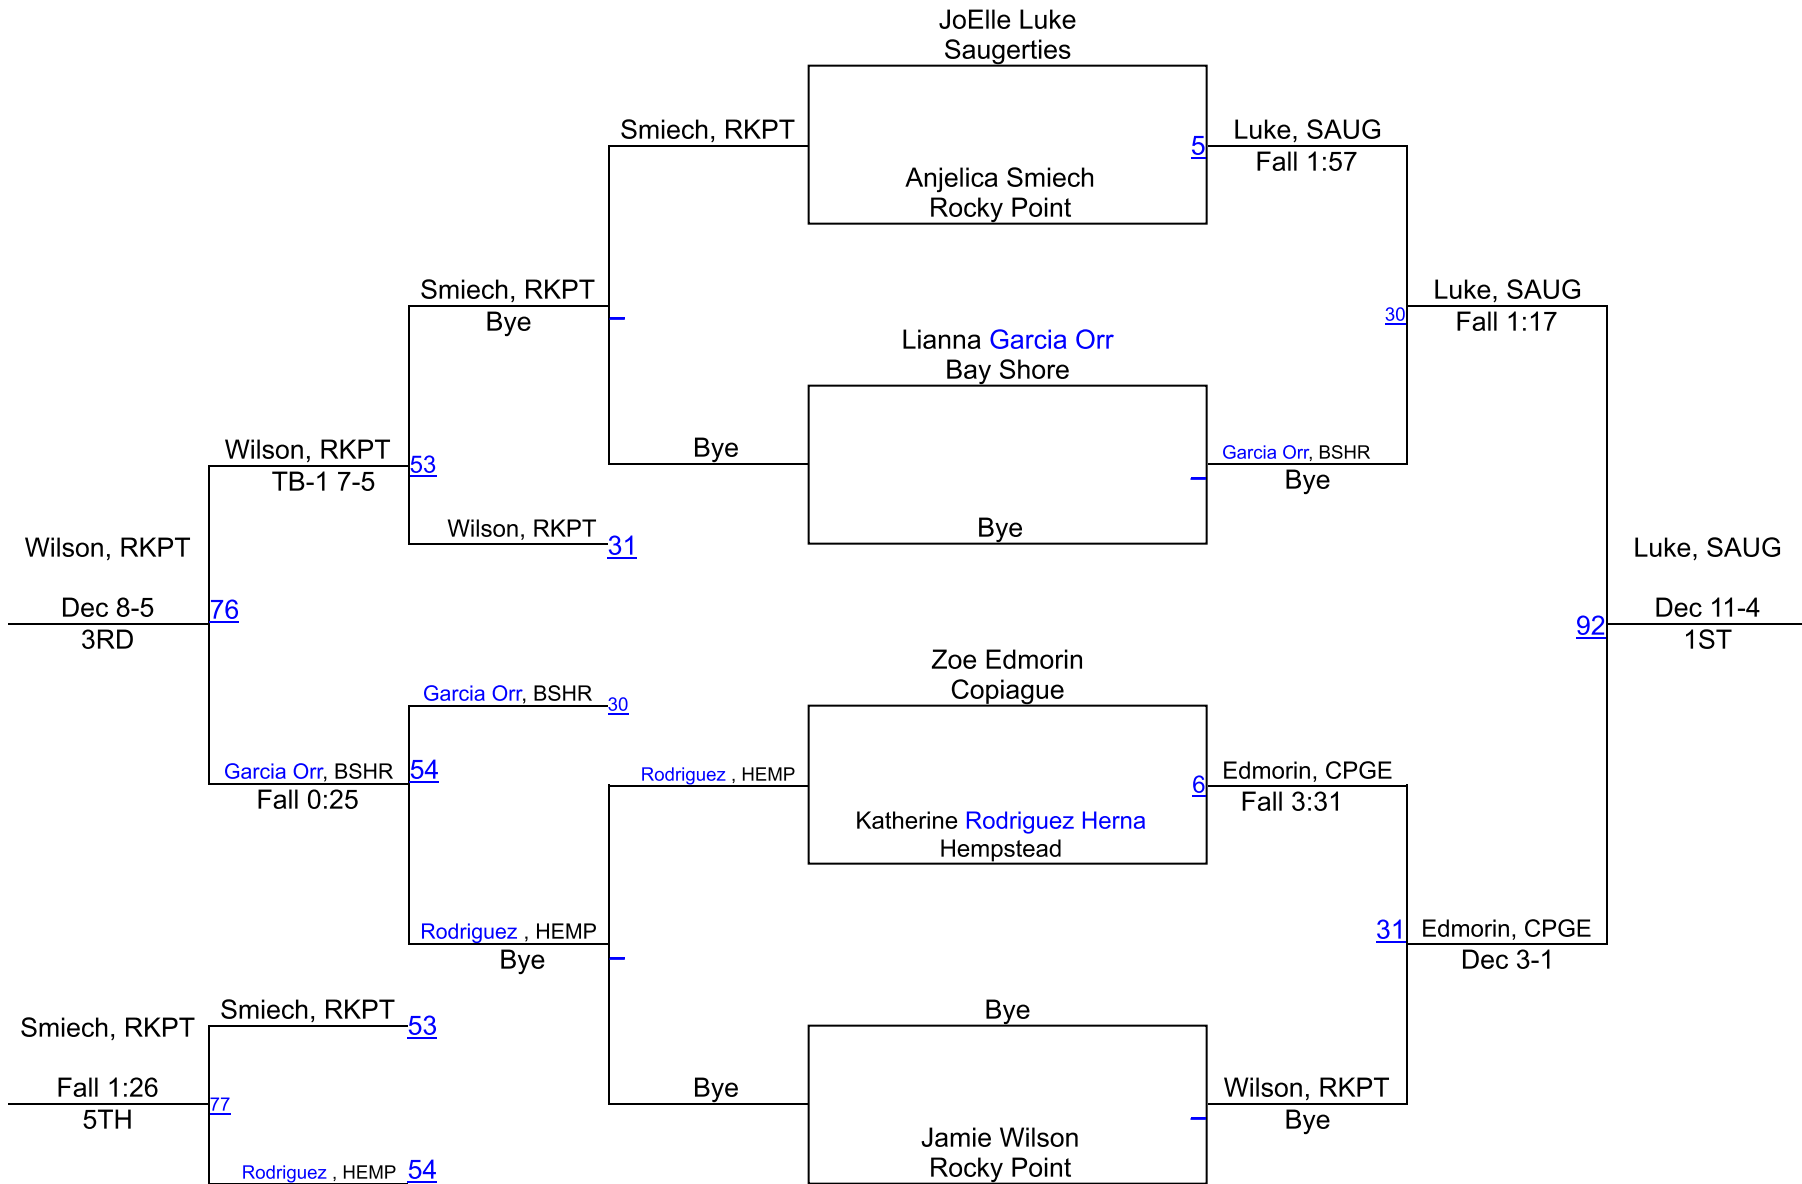 JoElle Luke
Saugerties
Smiech, RKPT
5
Luke, SAUG
Fall 1:57
Anjelica Smiech
Rocky Point
Smiech, RKPT
Bye
Luke, SAUG
30
Fall 1:17
Lianna Garcia Orr
Bay Shore
Wilson, RKPT
53
TB-1 7-5
Bye
Garcia Orr, BSHR
Bye
Wilson, RKPT
31
Bye
Wilson, RKPT
Dec 8-5
3RD
76
Luke, SAUG
92
Dec 11-4
1ST
Zoe Edmorin
Copiague
Garcia Orr, BSHR
30
Garcia Orr, BSHR
54
Fall 0:25
Rodriguez , HEMP
6
Edmorin, CPGE
Fall 3:31
Katherine Rodriguez Herna
Hempstead
Rodriguez , HEMP
Bye
31
Edmorin, CPGE
Dec 3-1
Smiech, RKPT
Smiech, RKPT
53
Bye
Fall 1:26
5TH
77
Bye
Wilson, RKPT
Bye
Jamie Wilson
Rocky Point
Rodriguez , HEMP
54